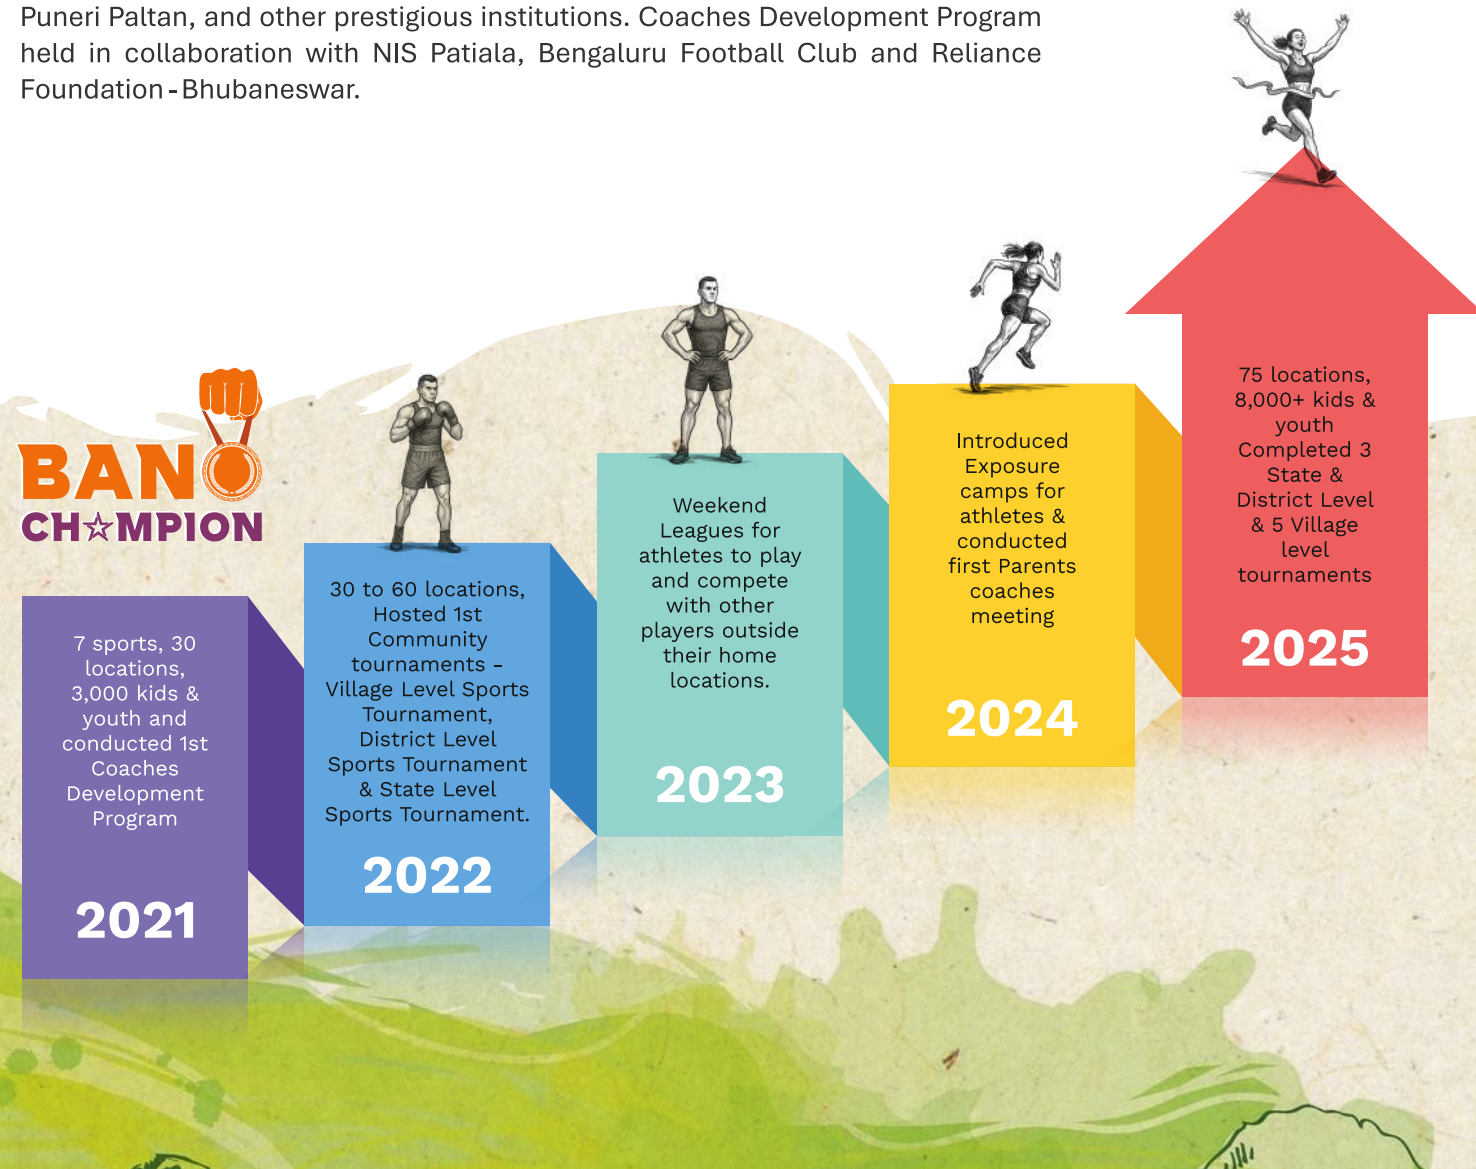 Puneri Paltan, and other prestigious institutions. Coaches Development Program
held in collaboration with NIS Patiala, Bengaluru Football Club and Reliance
Foundation - Bhubaneswar.
BANO
CH☆MPION
7 sports, 30
locations,
3,000 kids &
youth and
conducted 1st
Coaches
Development
Program
2021
30 to 60 locations,
Hosted 1st
Community
tournaments -
Village Level Sports
Tournament,
District Level
Sports Tournament
& State Level
Sports Tournament.
2022
Weekend
Leagues for
athletes to play
and compete
with other
players outside
their home
locations.
2023
Introduced
Exposure
camps for
athletes &
conducted
first Parents
coaches
meeting
2024
75 locations,
8,000+ kids &
youth
Completed 3
State &
District Level
& 5 Village
level
tournaments
2025